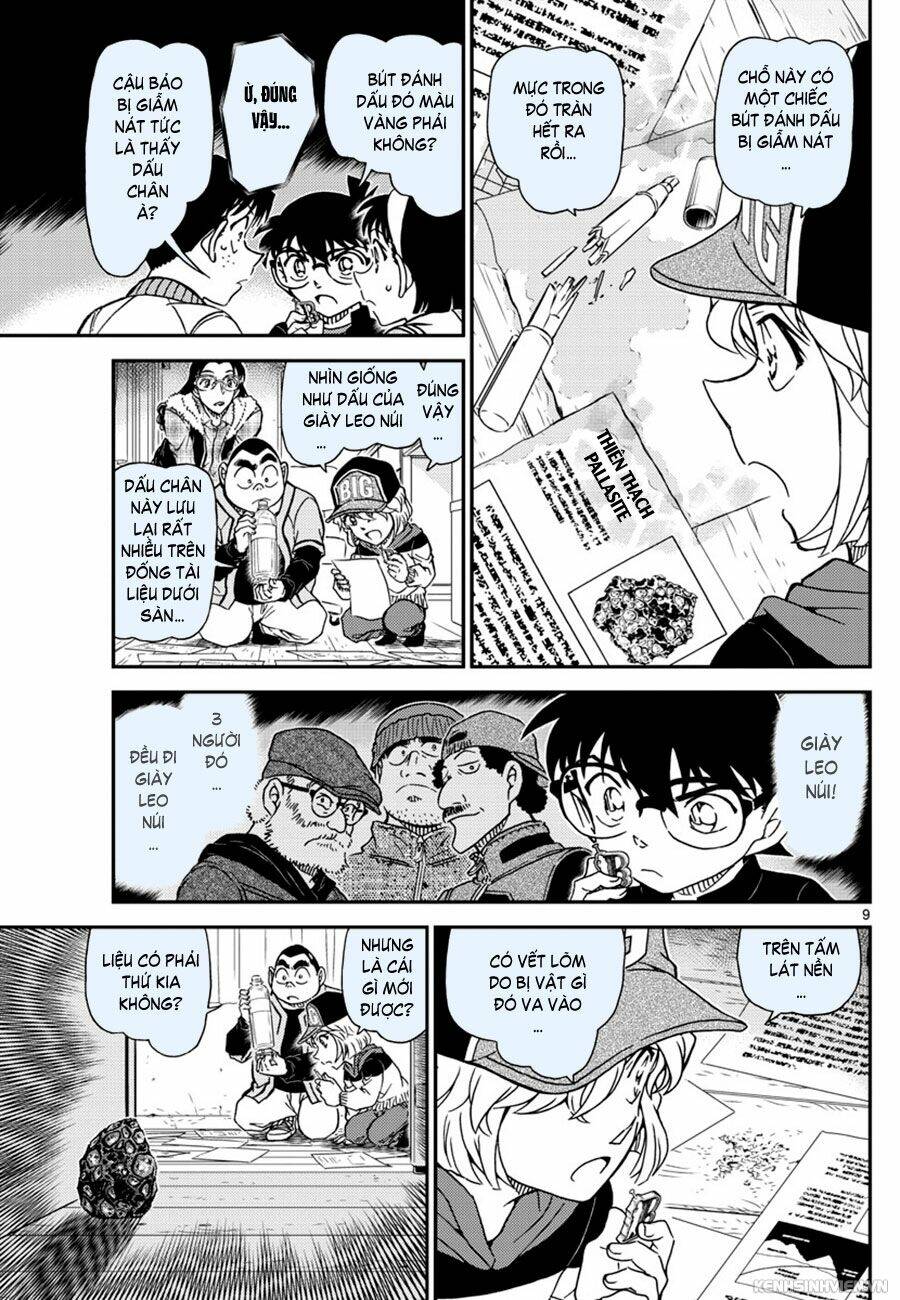 CHỖ NÀY CÓ
MỘT CHIẾC
BÚT ĐÁNH DẤU
BỊ GIẪM NÁT
...
MỰC TRONG
ĐÓ TRÀN
HẾT RA
RỒI...
THIÊN THẠCH
PALLASITE
BÚT ĐÁNH
DẤU ĐÓ MÀU
VÀNG PHẢI
KHÔNG?
Ừ, ĐÚNG
VẬY...
CẬU BẢO
BỊ GIẪM
NÁT TỨC
LÀ THẤY
DẤU
CHÂN
À?
ĐÚNG
VẬY
...
NHÌN GIỐNG
NHƯ DẤU CỦA
GIÀY LEO NÚI
...
BIG
DẤU CHÂN
NÀY LƯU
LẠI RẤT
NHIỀU TRÊN
ĐỐNG TÀI
LIỆU DƯỚI
SÀN...
GIÀY
LEO
NÚI!
3
NGƯỜI
ĐÓ
...
ĐỀU ĐI
GIÀY
LEO NÚI
...
9
TRÊN TẤM
LÁT NỀN
...
CÓ VẾT LÕM
DO BỊ VẬT GÌ
ĐÓ VA VÀO
...
NHƯNG
LÀ CÁI
GÌ MỚI
ĐƯỢC?
LIỆU CÓ PHẢI
THỨ KIA
KHÔNG?
KENHSINHVIEN.VN